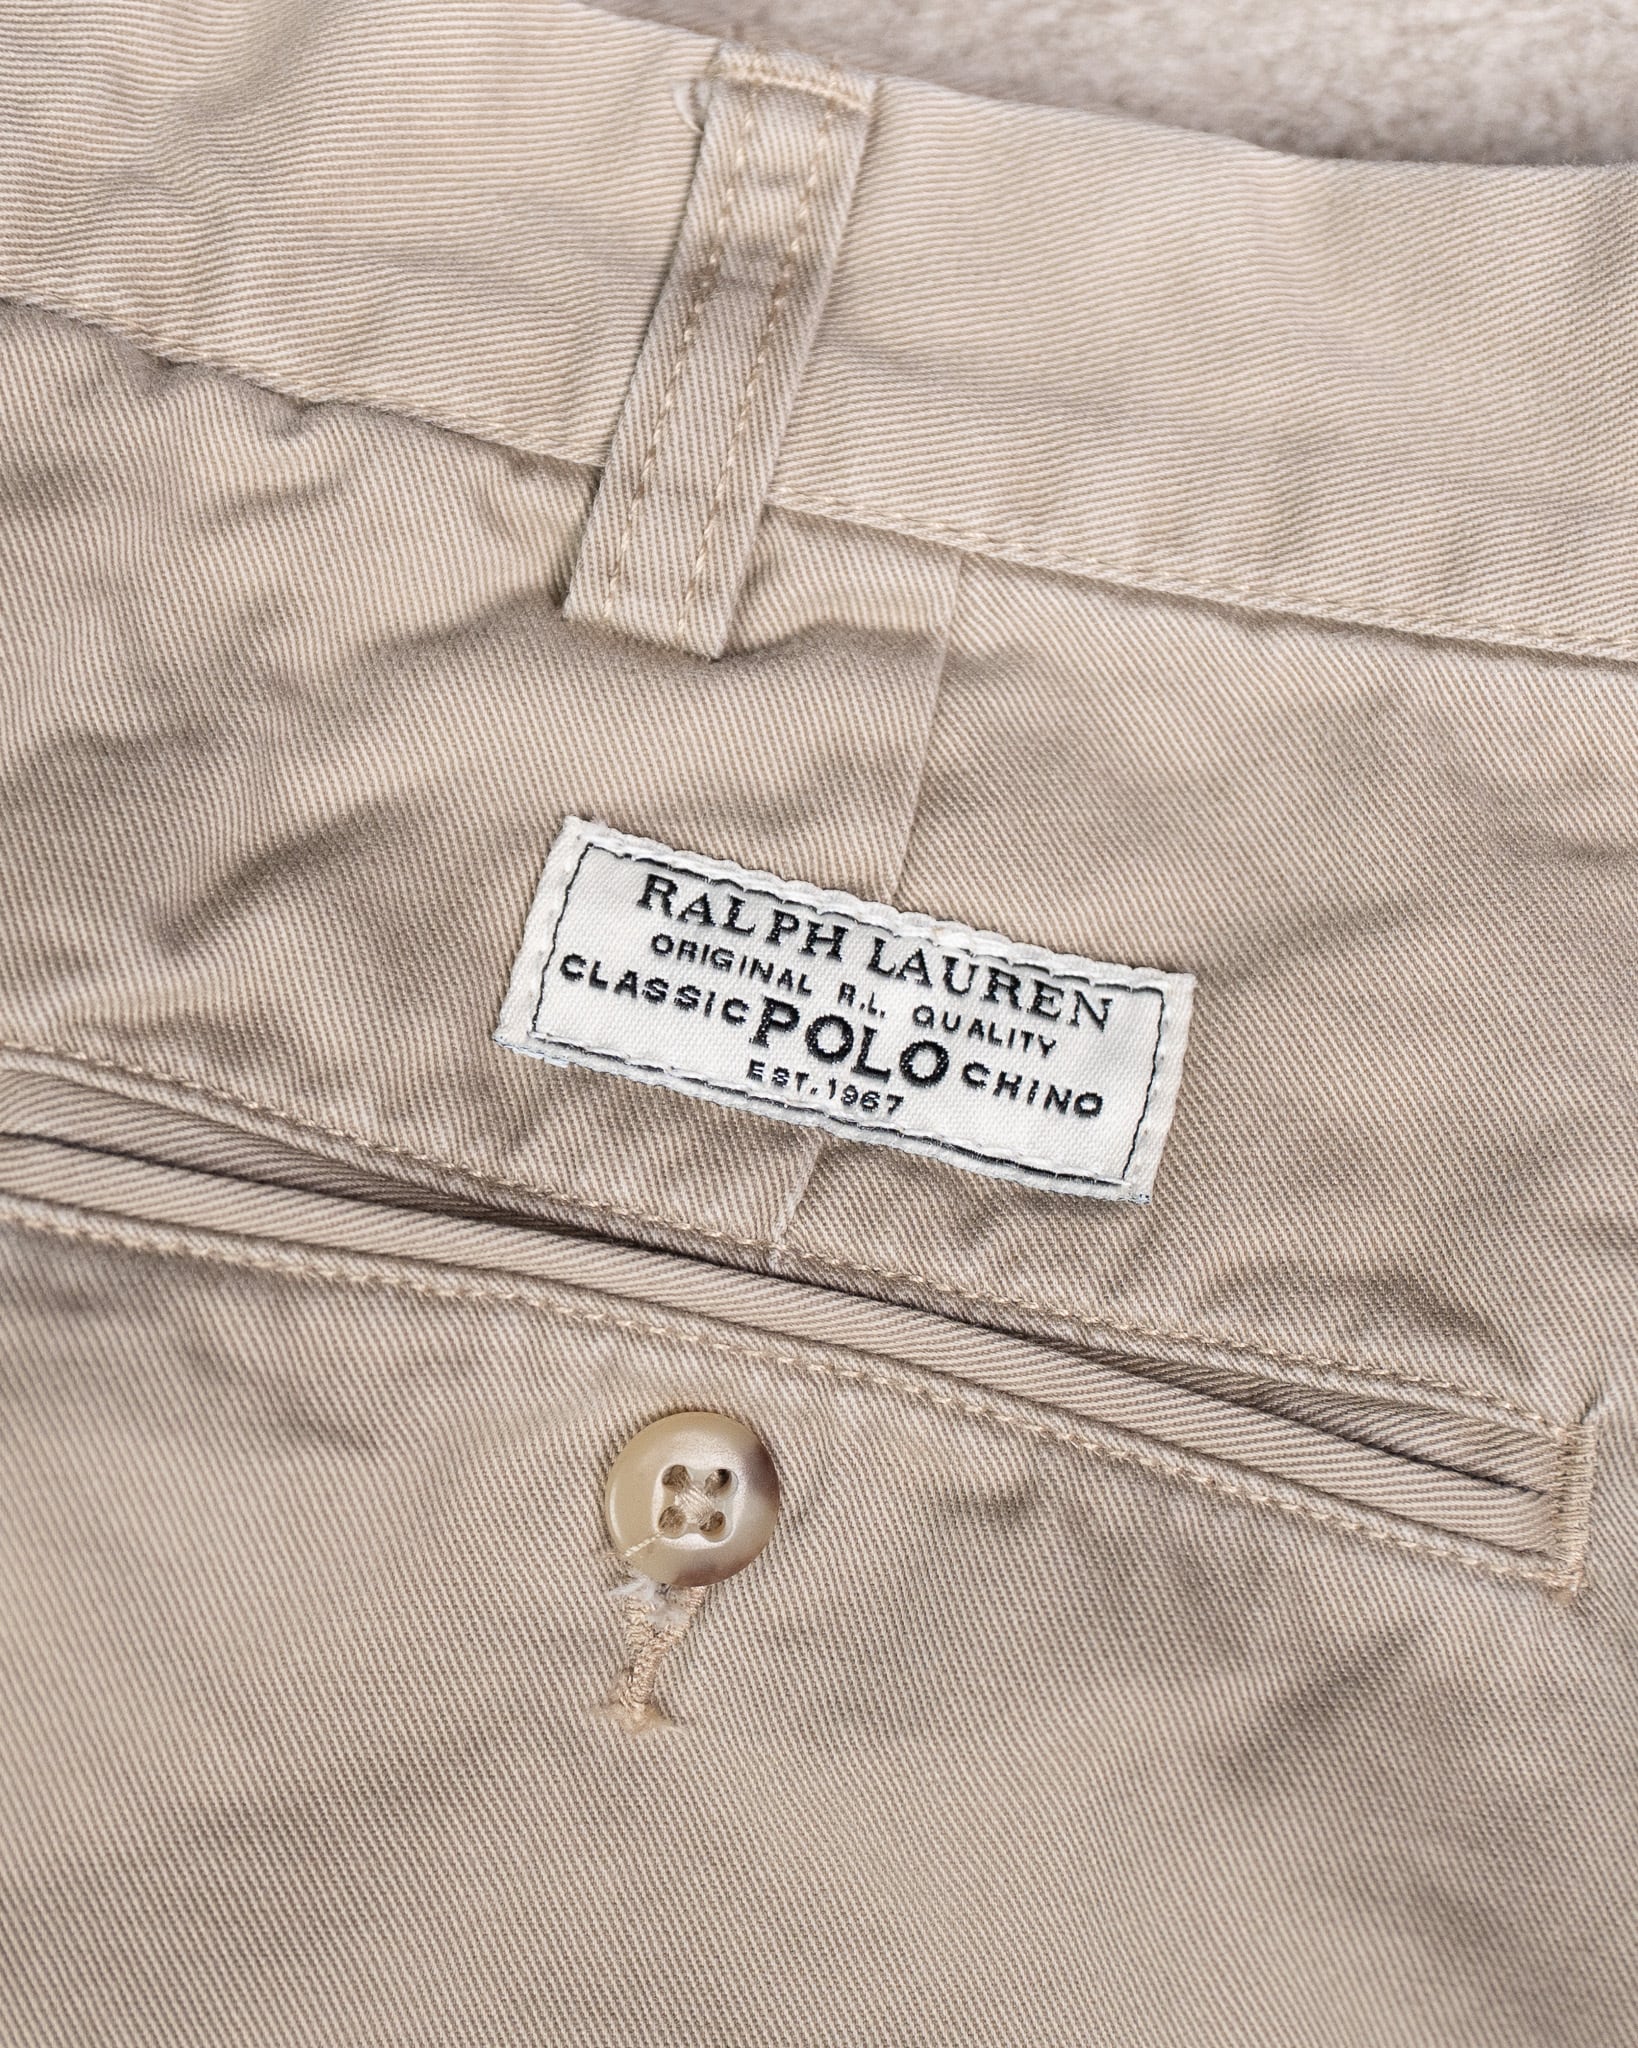 RALPH LAUREN
ORIGINAL R.L. QUALITY
CLASSIC POLO CHINO
EST. 1967